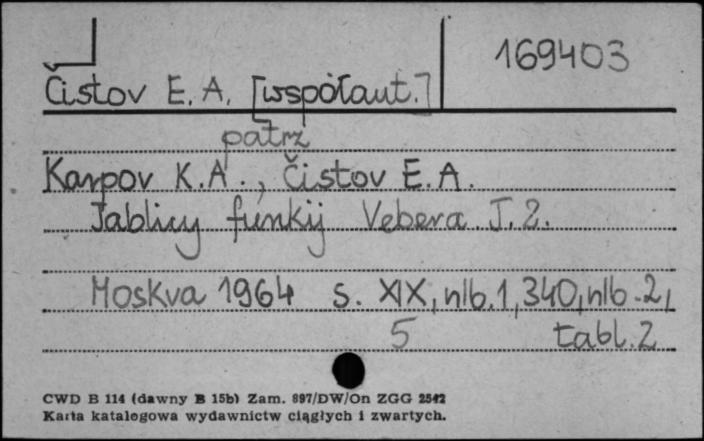 169403
Čistov E. A. [współaut.]
patrz
Karpov K.A., Čistov E.A.
Tablicy funkij Vebera. T. 2.
Moskva 1964 s. XIX, nlb. 1, 340, nlb. 2,
5 tabl. 2
CWD B 114 (dawny B 15b) Zam. 897/DW/On ZGG 2542
Karta katalogowa wydawnictw ciągłych i zwartych.